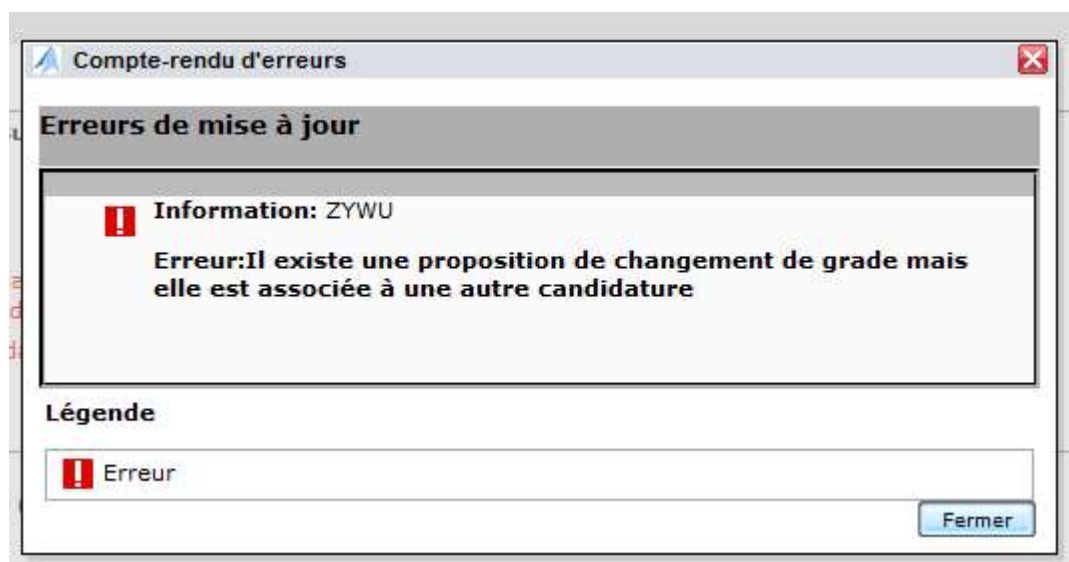 Compte-rendu d'erreurs
Erreurs de mise à jour
Information: ZYWU
Erreur:Il existe une proposition de changement de grade mais
elle est associée à une autre candidature
Légende
Erreur
Fermer